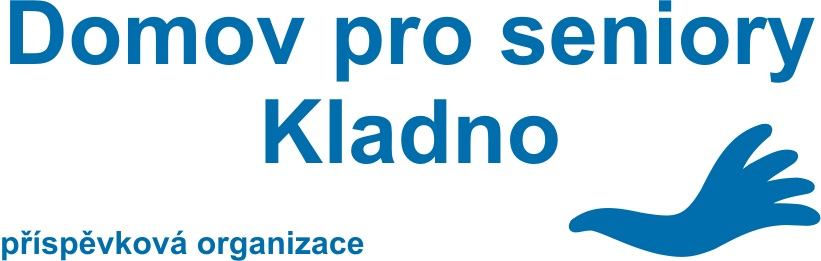 Domov pro seniory
Kladno
příspěvková organizace